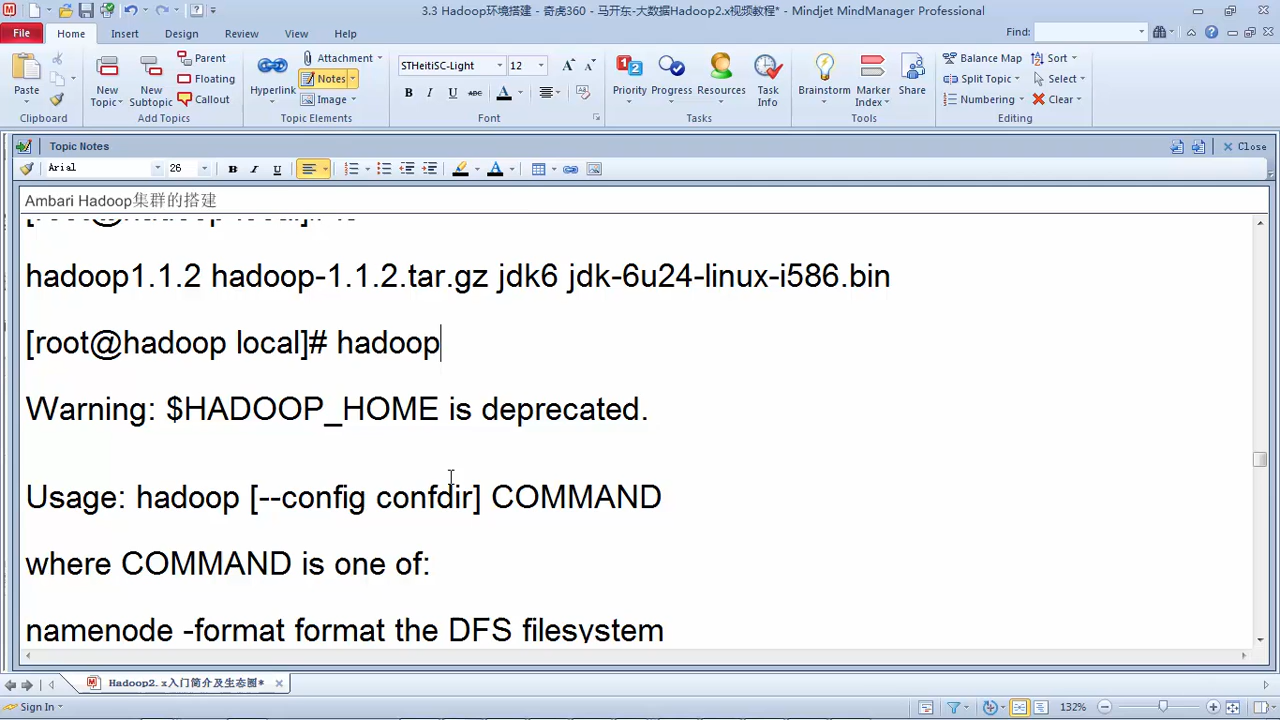 3.3 Hadoop环境搭建 - 奇虎360 - 马开东-大数据Hadoop2.x视频教程* - Mindjet MindManager Professional
File Home Insert Design Review View Help Find:
Paste New Topic New Subtopic Parent Floating Callout Hyperlink Attachment Notes Image STHeitiSC-Light 12 Priority Progress Resources Task Info Brainstorm Marker Index Share Balance Map Sort Split Topic Select Numbering Clear
Clipboard Add Topics Topic Elements Font Tasks Tools Editing
Topic Notes Close
Arial 26
Ambari Hadoop集群的搭建
hadoop1.1.2 hadoop-1.1.2.tar.gz jdk6 jdk-6u24-linux-i586.bin
[root@hadoop local]# hadoop
Warning: $HADOOP_HOME is deprecated.
Usage: hadoop [--config confdir] COMMAND
where COMMAND is one of:
namenode -format format the DFS filesystem
Hadoop2.x入门简介及生态圈*
Sign In 132%